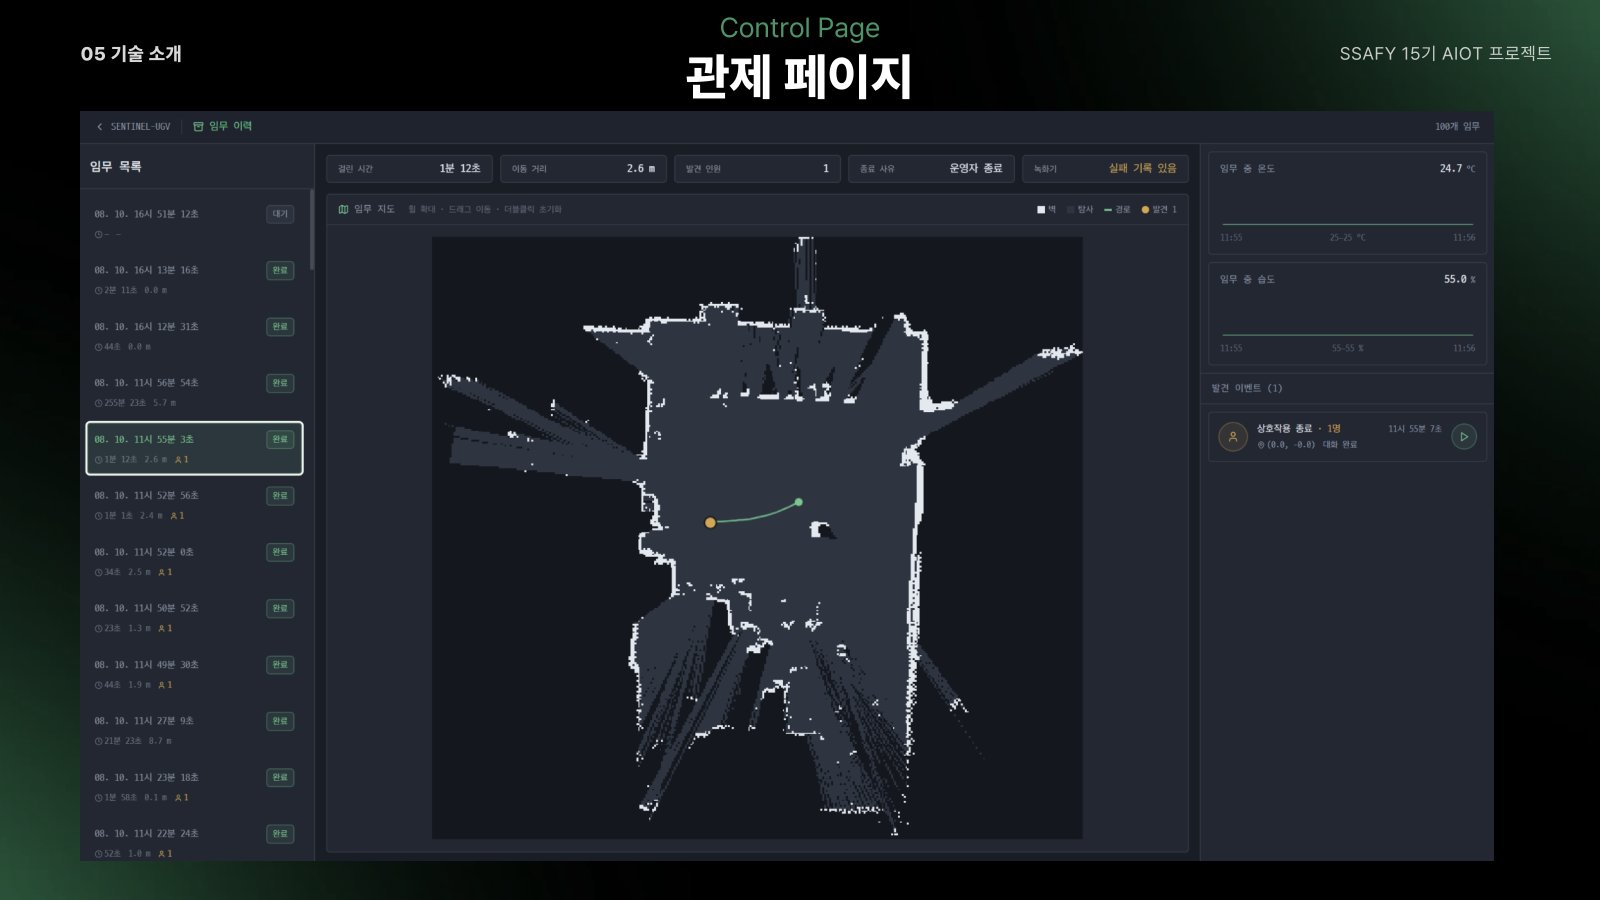 05 기술 소개
Control Page
관제 페이지
SSAFY 15기 AIOT 프로젝트
SENTINEL-UGV
임무 이력
100개 임무
임무 목록
08. 10. 16시 51분 12초 대기
– —
08. 10. 16시 13분 16초 완료
2분 11초 0.0 m
08. 10. 16시 12분 31초 완료
44초 0.0 m
08. 10. 11시 56분 54초 완료
255분 23초 5.7 m
08. 10. 11시 55분 3초 완료
1분 12초 2.6 m 1
08. 10. 11시 52분 56초 완료
1분 1초 2.4 m 1
08. 10. 11시 52분 0초 완료
34초 2.5 m 1
08. 10. 11시 50분 52초 완료
23초 1.3 m 1
08. 10. 11시 49분 30초 완료
44초 1.9 m 1
08. 10. 11시 27분 9초 완료
21분 23초 8.7 m
08. 10. 11시 23분 18초 완료
1분 58초 0.1 m 1
08. 10. 11시 22분 24초 완료
52초 1.0 m 1
걸린 시간 1분 12초
이동 거리 2.6 m
발견 인원 1
종료 사유 운영자 종료
녹화기 실패 기록 있음
임무 지도 휠 확대 · 드래그 이동 · 더블클릭 초기화
벽 탐사 경로 발견 1
임무 중 온도 24.7 °C
11:55 25–25 °C 11:56
임무 중 습도 55.0 %
11:55 55–55 % 11:56
발견 이벤트 (1)
상호작용 종료 · 1명 11시 55분 7초
(0.0, -0.0) 대화 완료